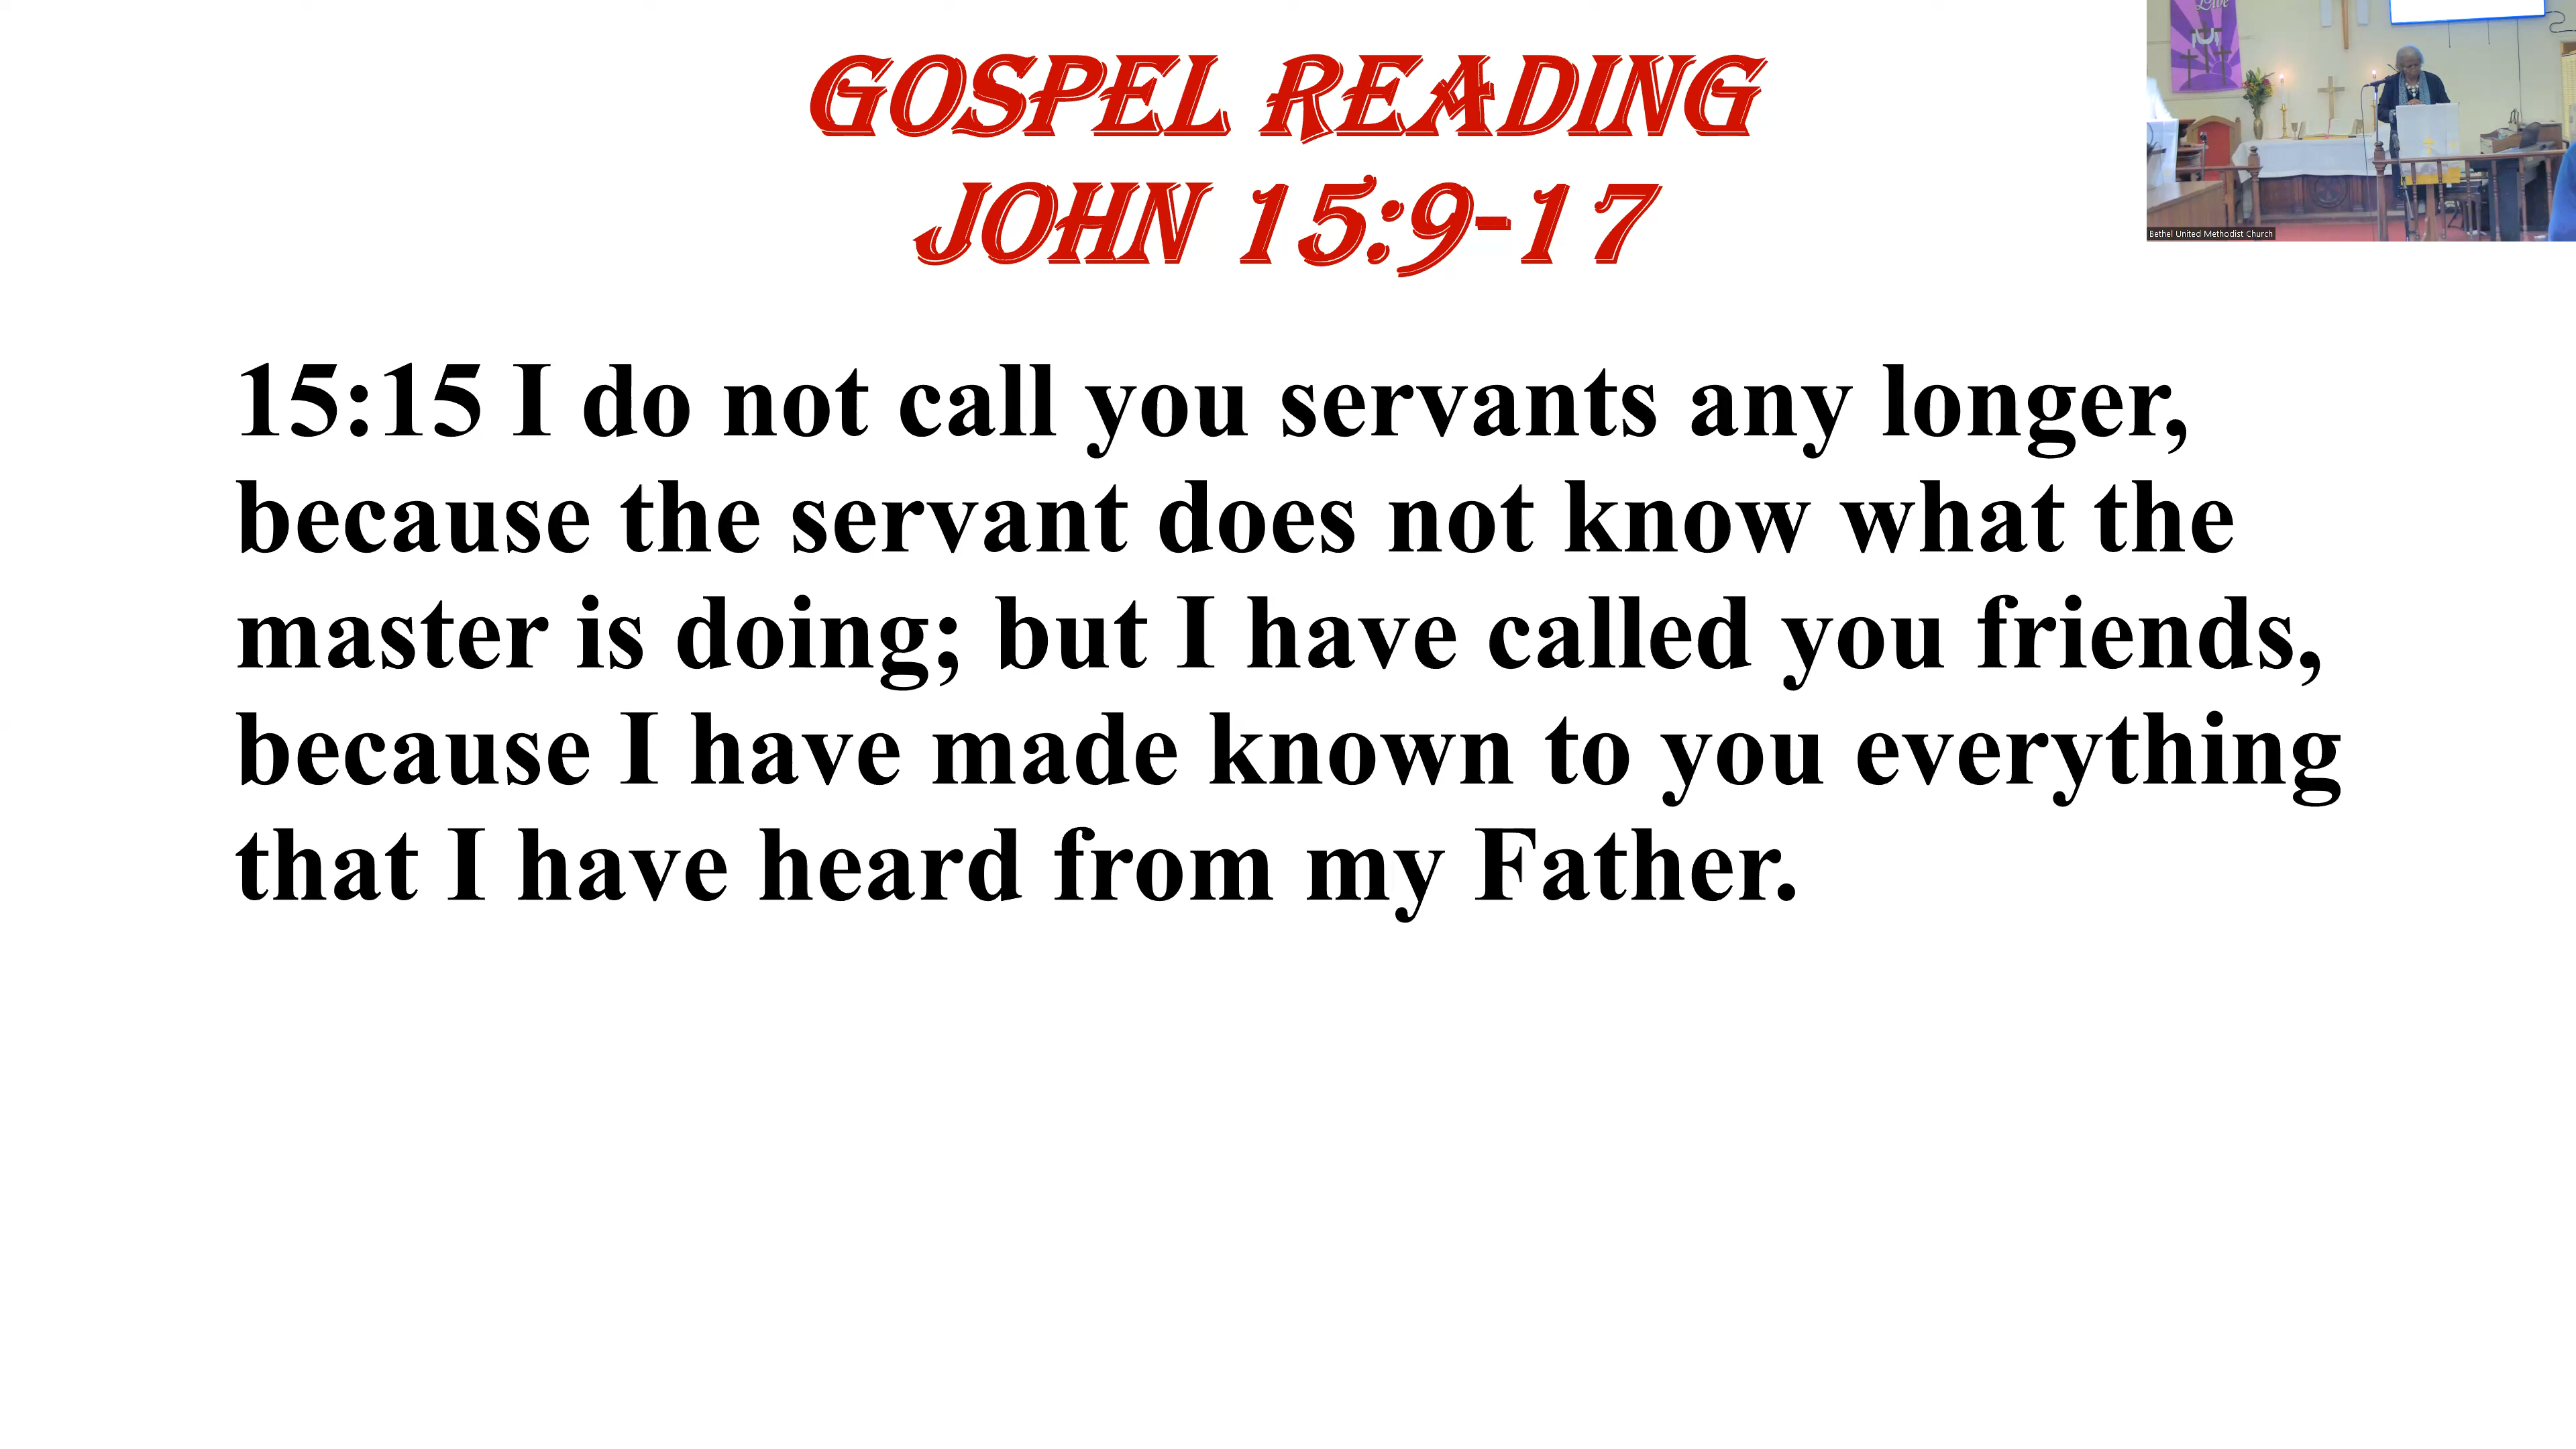 GOSPEL READING
JOHN 15:9-17
Live
Bethel United Methodist Church
15:15 I do not call you servants any longer,
because the servant does not know what the
master is doing; but I have called you friends,
because I have made known to you everything
that I have heard from my Father.